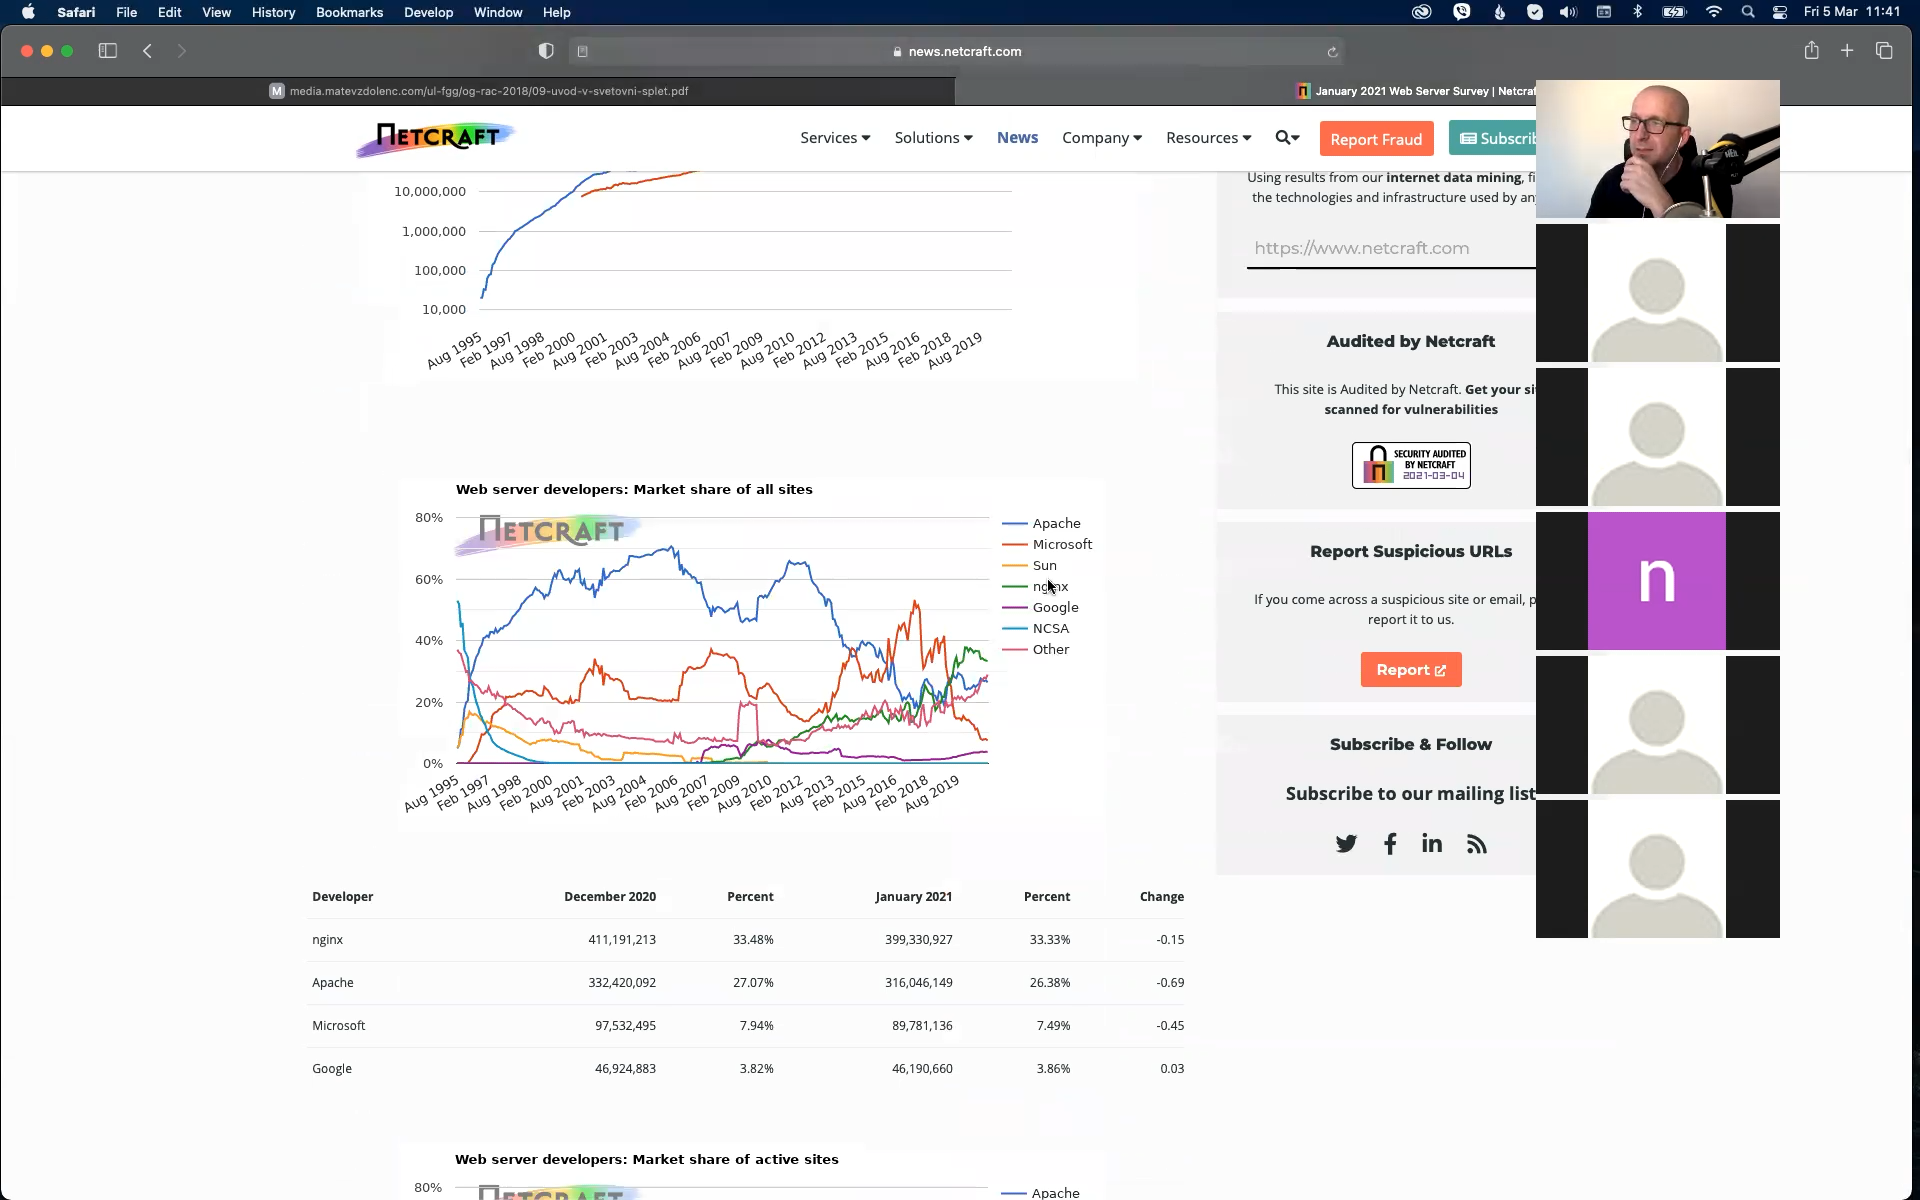 Safari File Edit View History Bookmarks Develop Window Help Fri 5 Mar 11:41
news.netcraft.com
M media.matevzdolenc.com/ul-fgg/og-rac-2018/09-uvod-v-svetovni-splet.pdf
January 2021 Web Server Survey | Netcraf
NETCRAFT
Services Solutions News Company Resources Report Fraud Subscrib
10,000,000
1,000,000
100,000
10,000
Aug 1995 Feb 1997 Aug 1998 Feb 2000 Aug 2001 Feb 2003 Aug 2004 Feb 2006 Aug 2007 Feb 2009 Aug 2010 Feb 2012 Aug 2013 Feb 2015 Aug 2016 Feb 2018 Aug 2019
Using results from our internet data mining, fi
the technologies and infrastructure used by an
https://www.netcraft.com
Audited by Netcraft
This site is Audited by Netcraft. Get your si
scanned for vulnerabilities
SECURITY AUDITED
BY NETCRAFT
2021-03-04
Report Suspicious URLs
If you come across a suspicious site or email, p
report it to us.
Report
Subscribe & Follow
Subscribe to our mailing list
n
Web server developers: Market share of all sites
NETCRAFT
80%
60%
40%
20%
0%
Apache
Microsoft
Sun
nginx
Google
NCSA
Other
Aug 1995 Feb 1997 Aug 1998 Feb 2000 Aug 2001 Feb 2003 Aug 2004 Feb 2006 Aug 2007 Feb 2009 Aug 2010 Feb 2012 Aug 2013 Feb 2015 Aug 2016 Feb 2018 Aug 2019
Developer December 2020 Percent January 2021 Percent Change
nginx 411,191,213 33.48% 399,330,927 33.33% -0.15
Apache 332,420,092 27.07% 316,046,149 26.38% -0.69
Microsoft 97,532,495 7.94% 89,781,136 7.49% -0.45
Google 46,924,883 3.82% 46,190,660 3.86% 0.03
Web server developers: Market share of active sites
80%
NETCRAFT
Apache